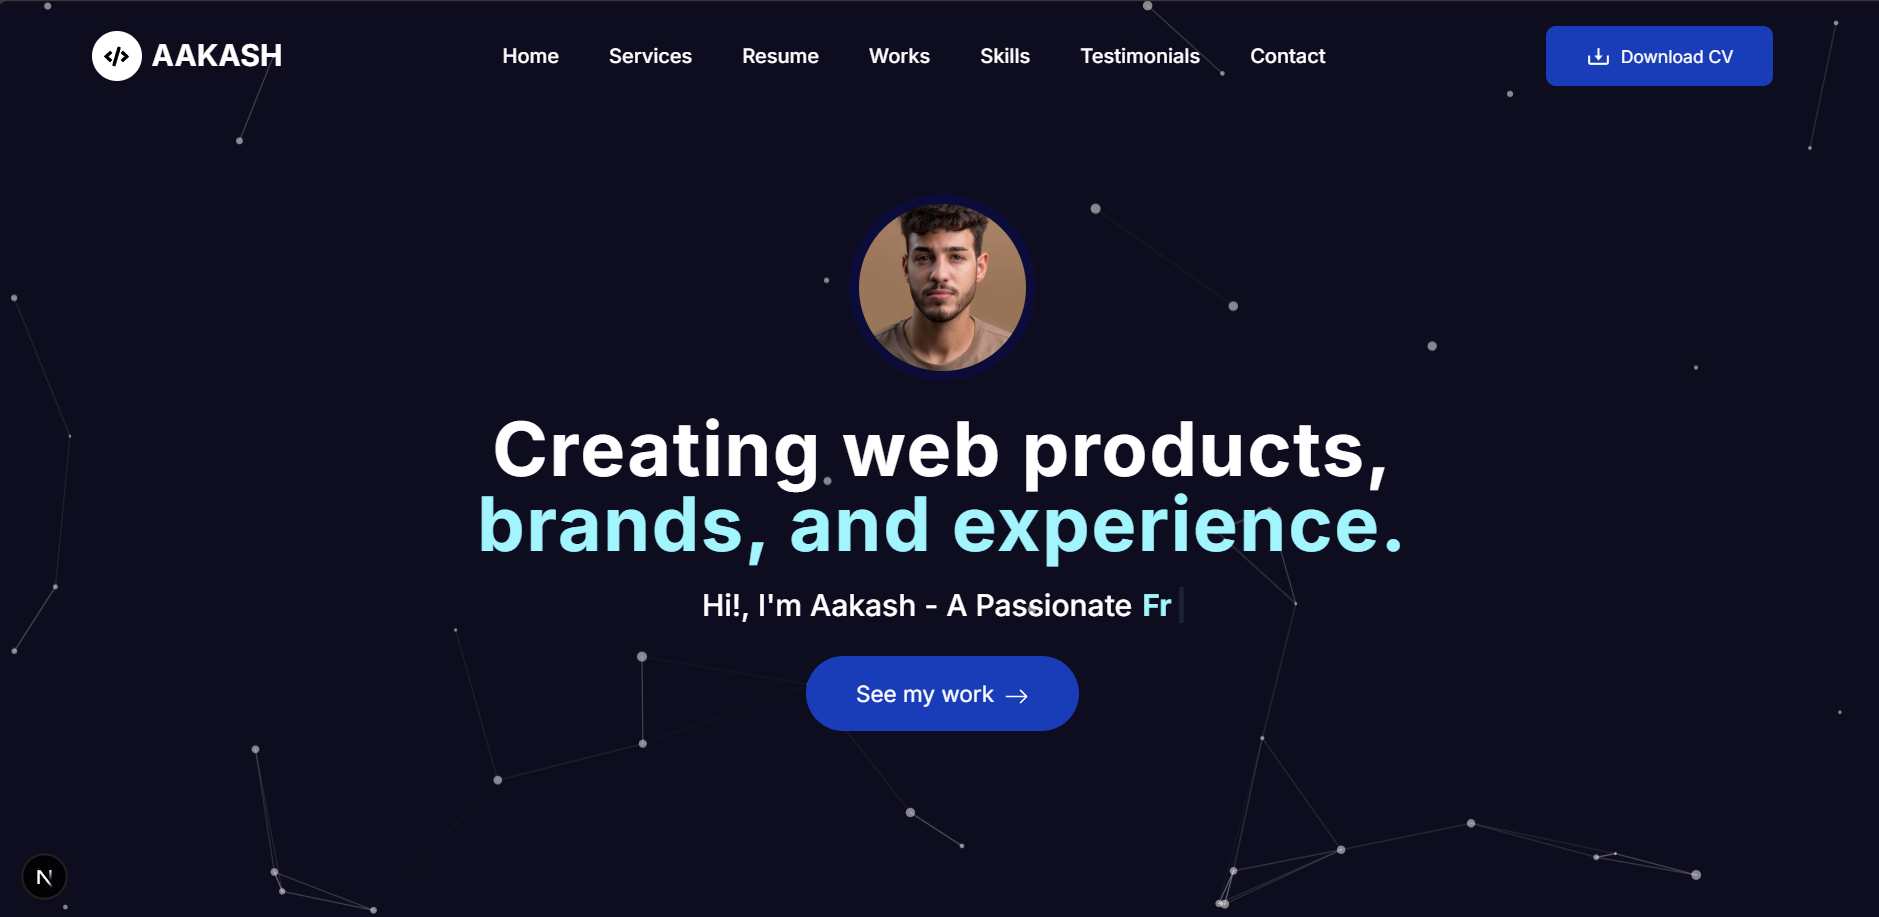 </> AAKASH
Home Services Resume Works Skills Testimonials Contact
Download CV
Creating web products,
brands, and experience.
Hi!, I'm Aakash - A Passionate Fr
See my work →
N